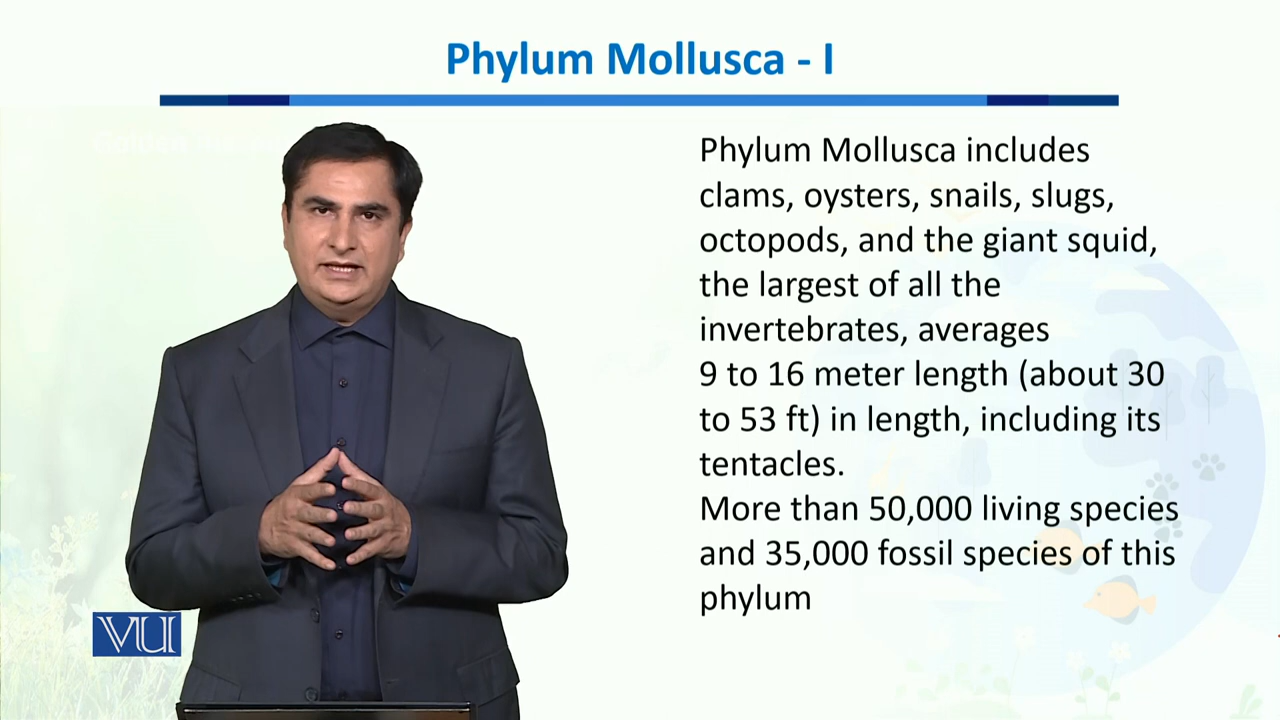 Phylum Mollusca - I
Phylum Mollusca includes
clams, oysters, snails, slugs,
octopods, and the giant squid,
the largest of all the
invertebrates, averages
9 to 16 meter length (about 30
to 53 ft) in length, including its
tentacles.
More than 50,000 living species
and 35,000 fossil species of this
phylum
VU